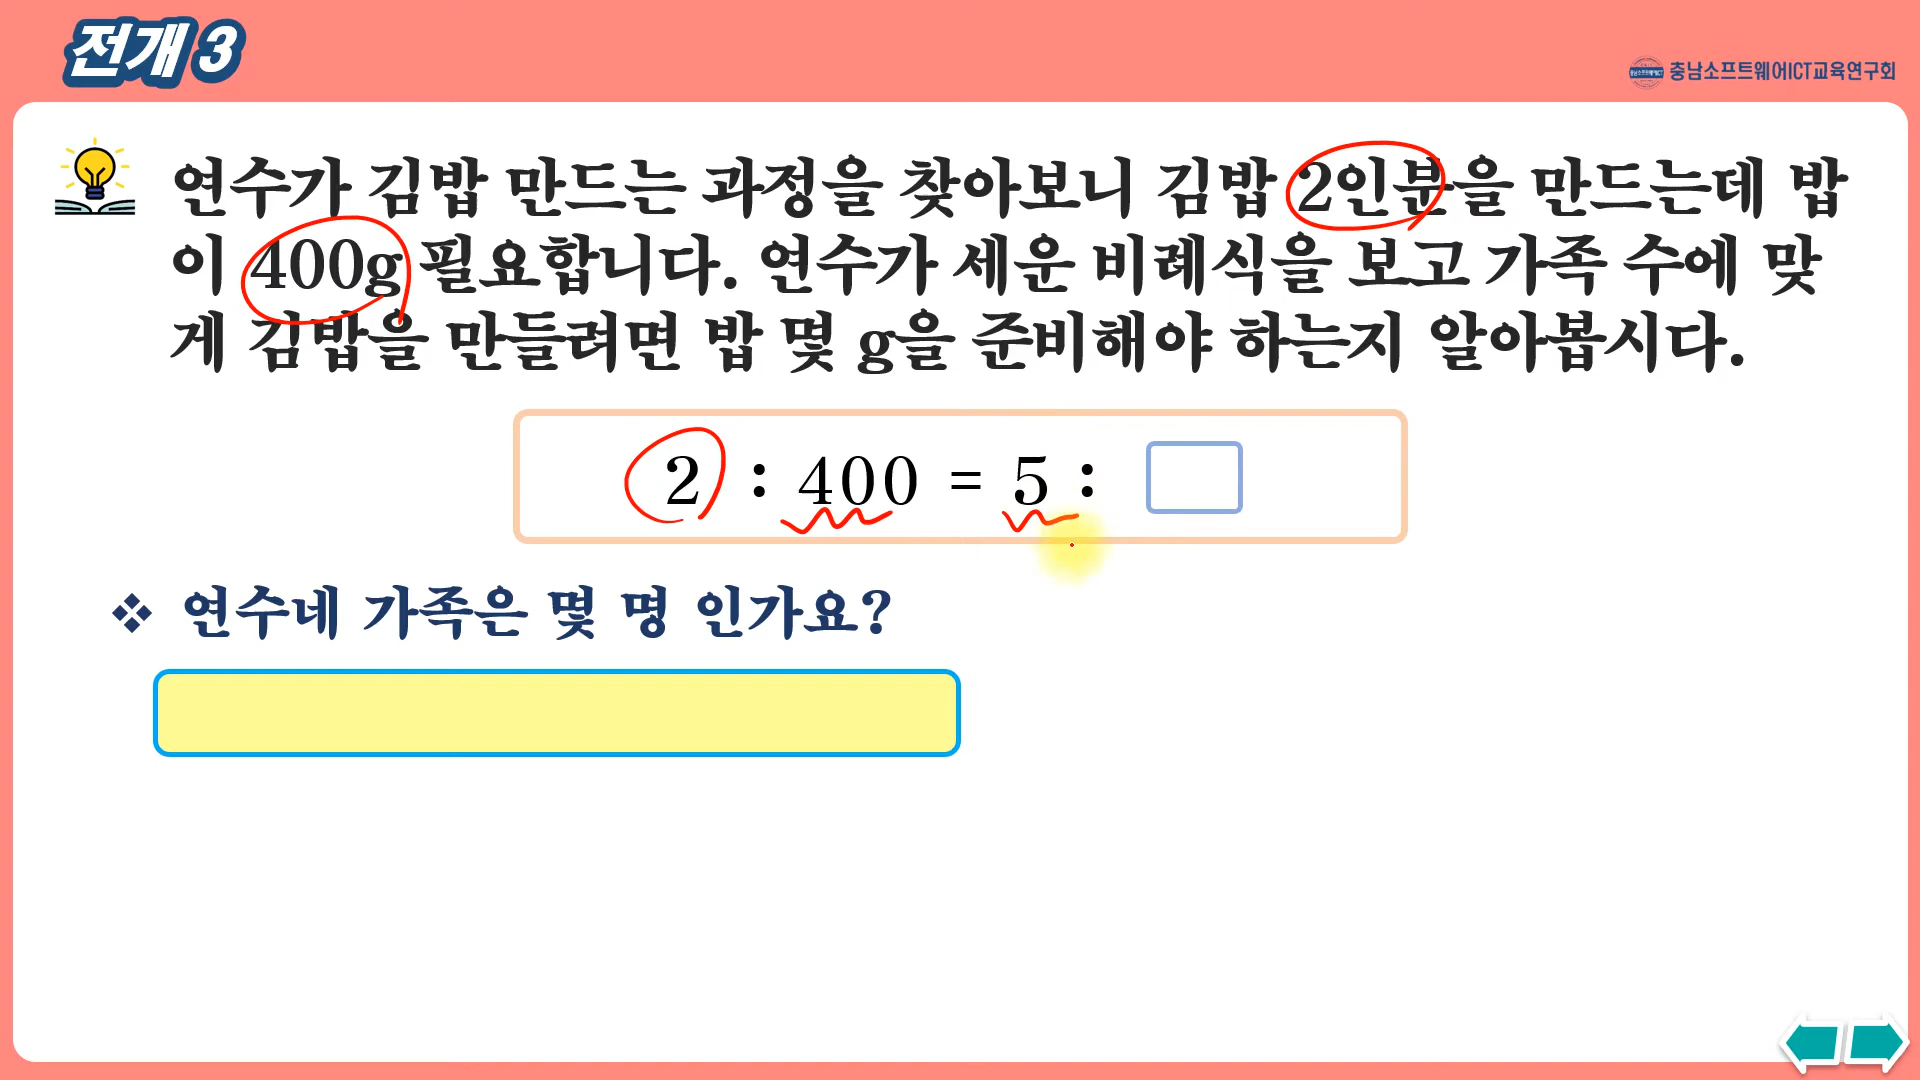 전개 3
충남소프트웨어ICT교육연구회
연수가 김밥 만드는 과정을 찾아보니 김밥 2인분을 만드는데 밥
이 400g 필요합니다. 연수가 세운 비례식을 보고 가족 수에 맞
게 김밥을 만들려면 밥 몇 g을 준비해야 하는지 알아봅시다.
2 : 400 = 5 :
❖ 연수네 가족은 몇 명 인가요?